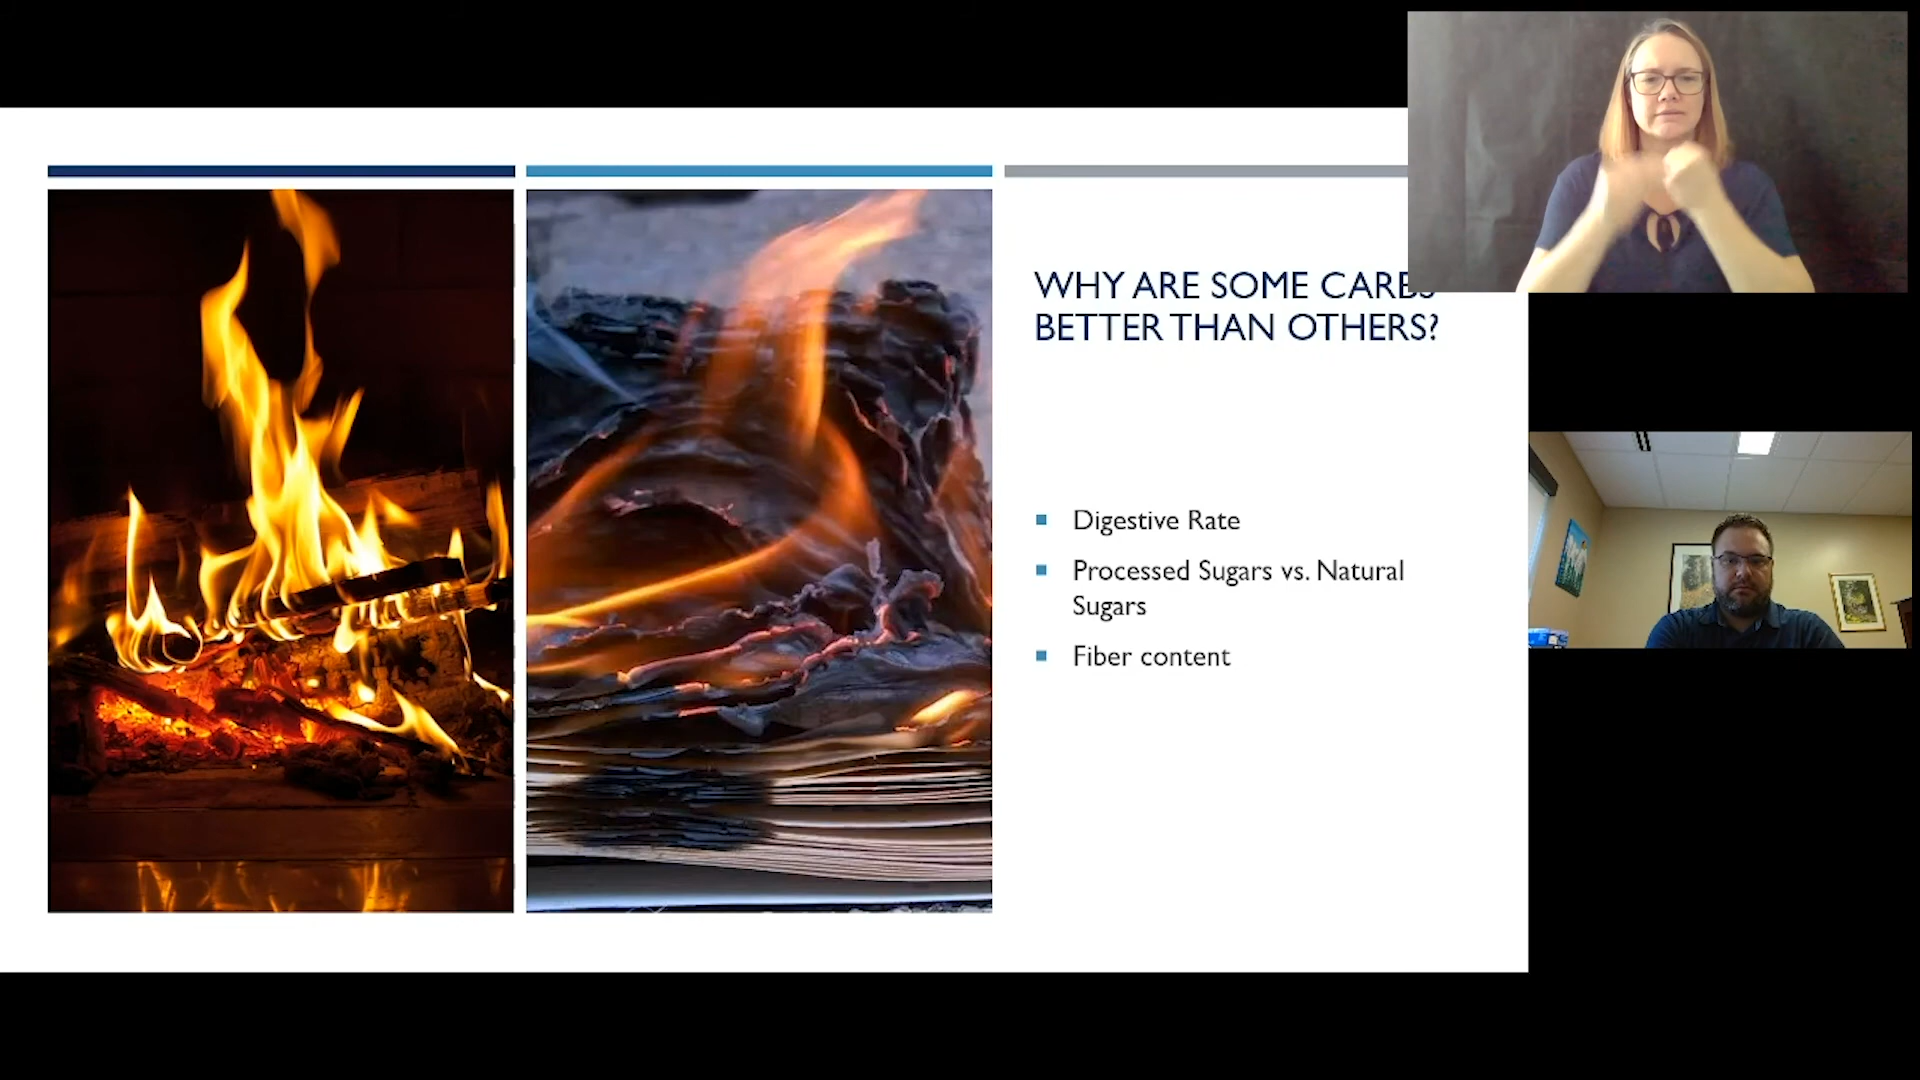 WHY ARE SOME CARBS
BETTER THAN OTHERS?
Digestive Rate
Processed Sugars vs. Natural
Sugars
Fiber content